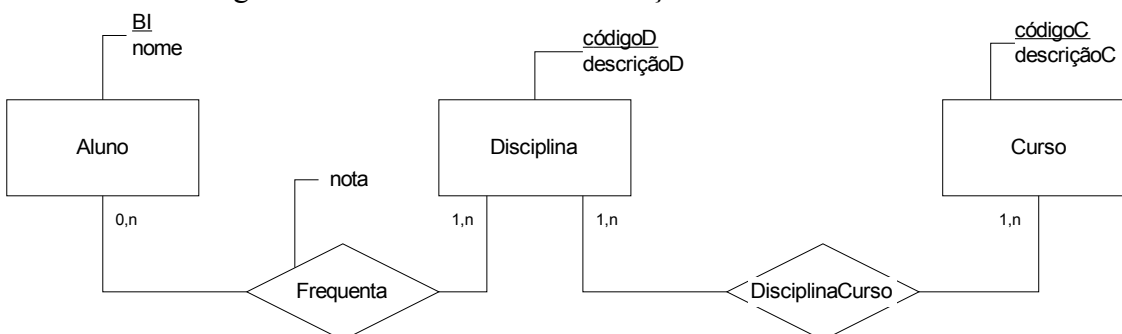 BI
nome
códigoD
descriçãoD
códigoC
descriçãoC
Aluno
Disciplina
Curso
nota
0,n
1,n
1,n
1,n
Frequenta
DisciplinaCurso